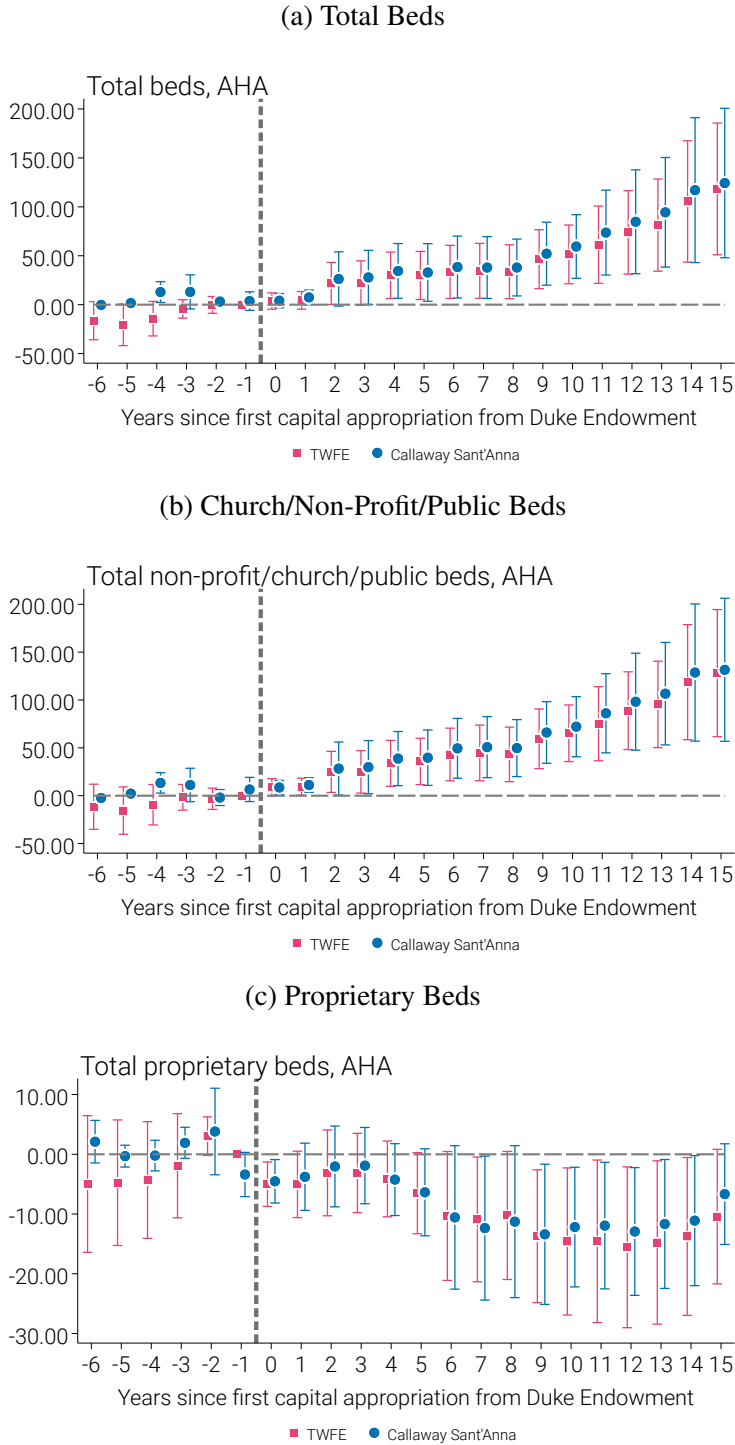 (a) Total Beds
Total beds, AHA
200.00
150.00
100.00
50.00
0.00
-50.00
-6 -5 -4 -3 -2 -1 0 1 2 3 4 5 6 7 8 9 10 11 12 13 14 15
Years since first capital appropriation from Duke Endowment
TWFE Callaway Sant'Anna
(b) Church/Non-Profit/Public Beds
Total non-profit/church/public beds, AHA
200.00
150.00
100.00
50.00
0.00
-50.00
-6 -5 -4 -3 -2 -1 0 1 2 3 4 5 6 7 8 9 10 11 12 13 14 15
Years since first capital appropriation from Duke Endowment
TWFE Callaway Sant'Anna
(c) Proprietary Beds
Total proprietary beds, AHA
10.00
0.00
-10.00
-20.00
-30.00
-6 -5 -4 -3 -2 -1 0 1 2 3 4 5 6 7 8 9 10 11 12 13 14 15
Years since first capital appropriation from Duke Endowment
TWFE Callaway Sant'Anna